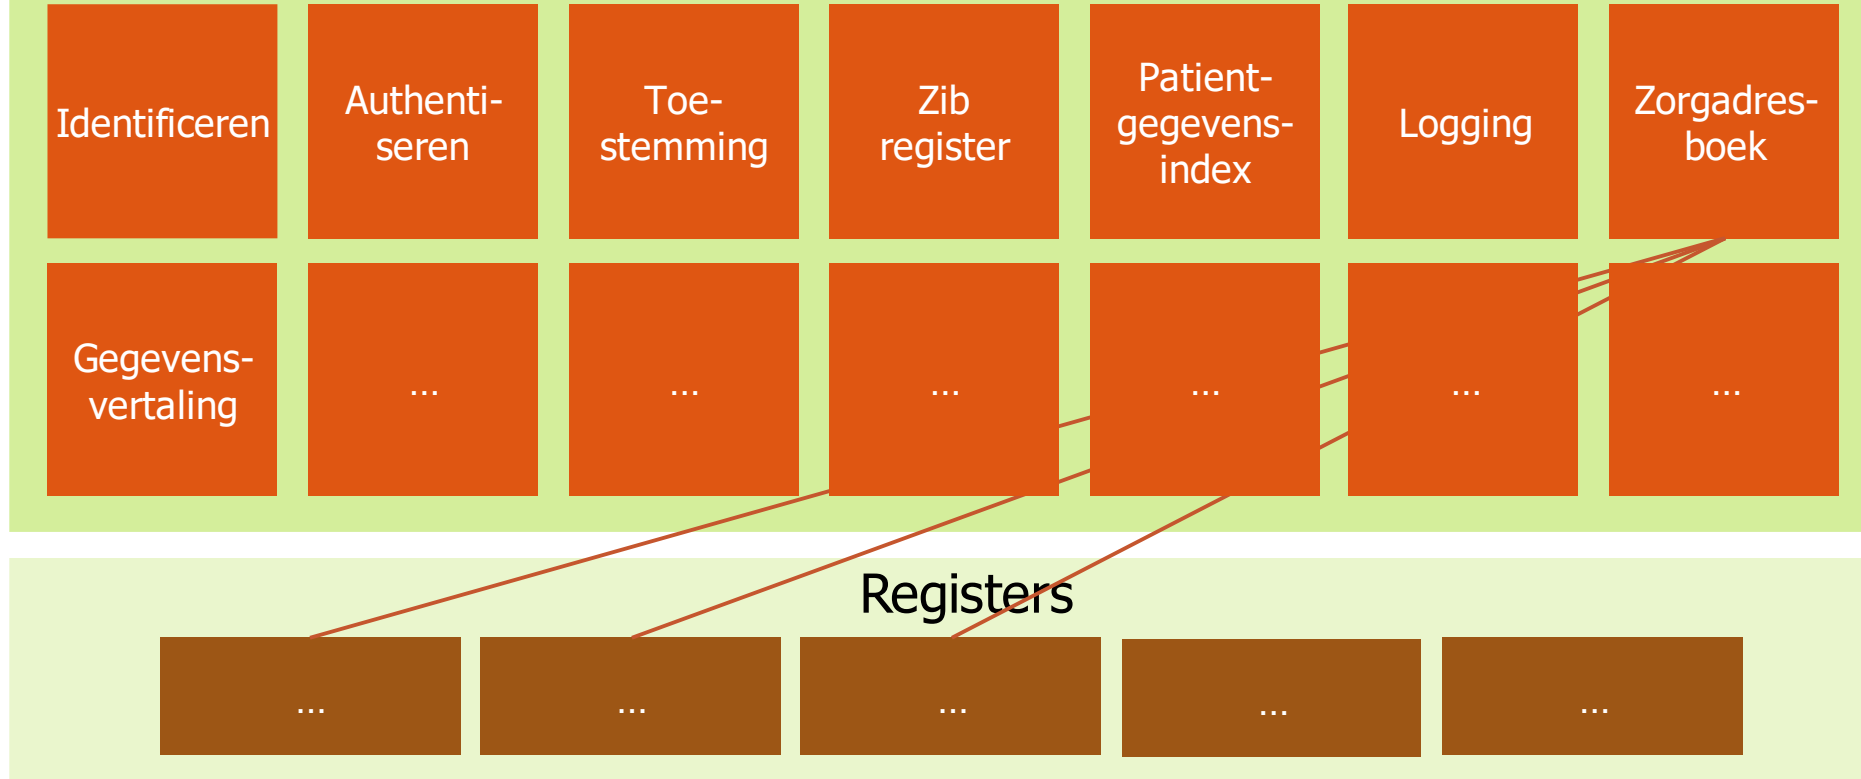 Identificeren
Authenti-
seren
Toe-
stemming
Zib
register
Patient-
gegevens-
index
Logging
Zorgadres-
boek
Gegevens-
vertaling
...
...
...
...
...
...
Registers
...
...
...
...
...